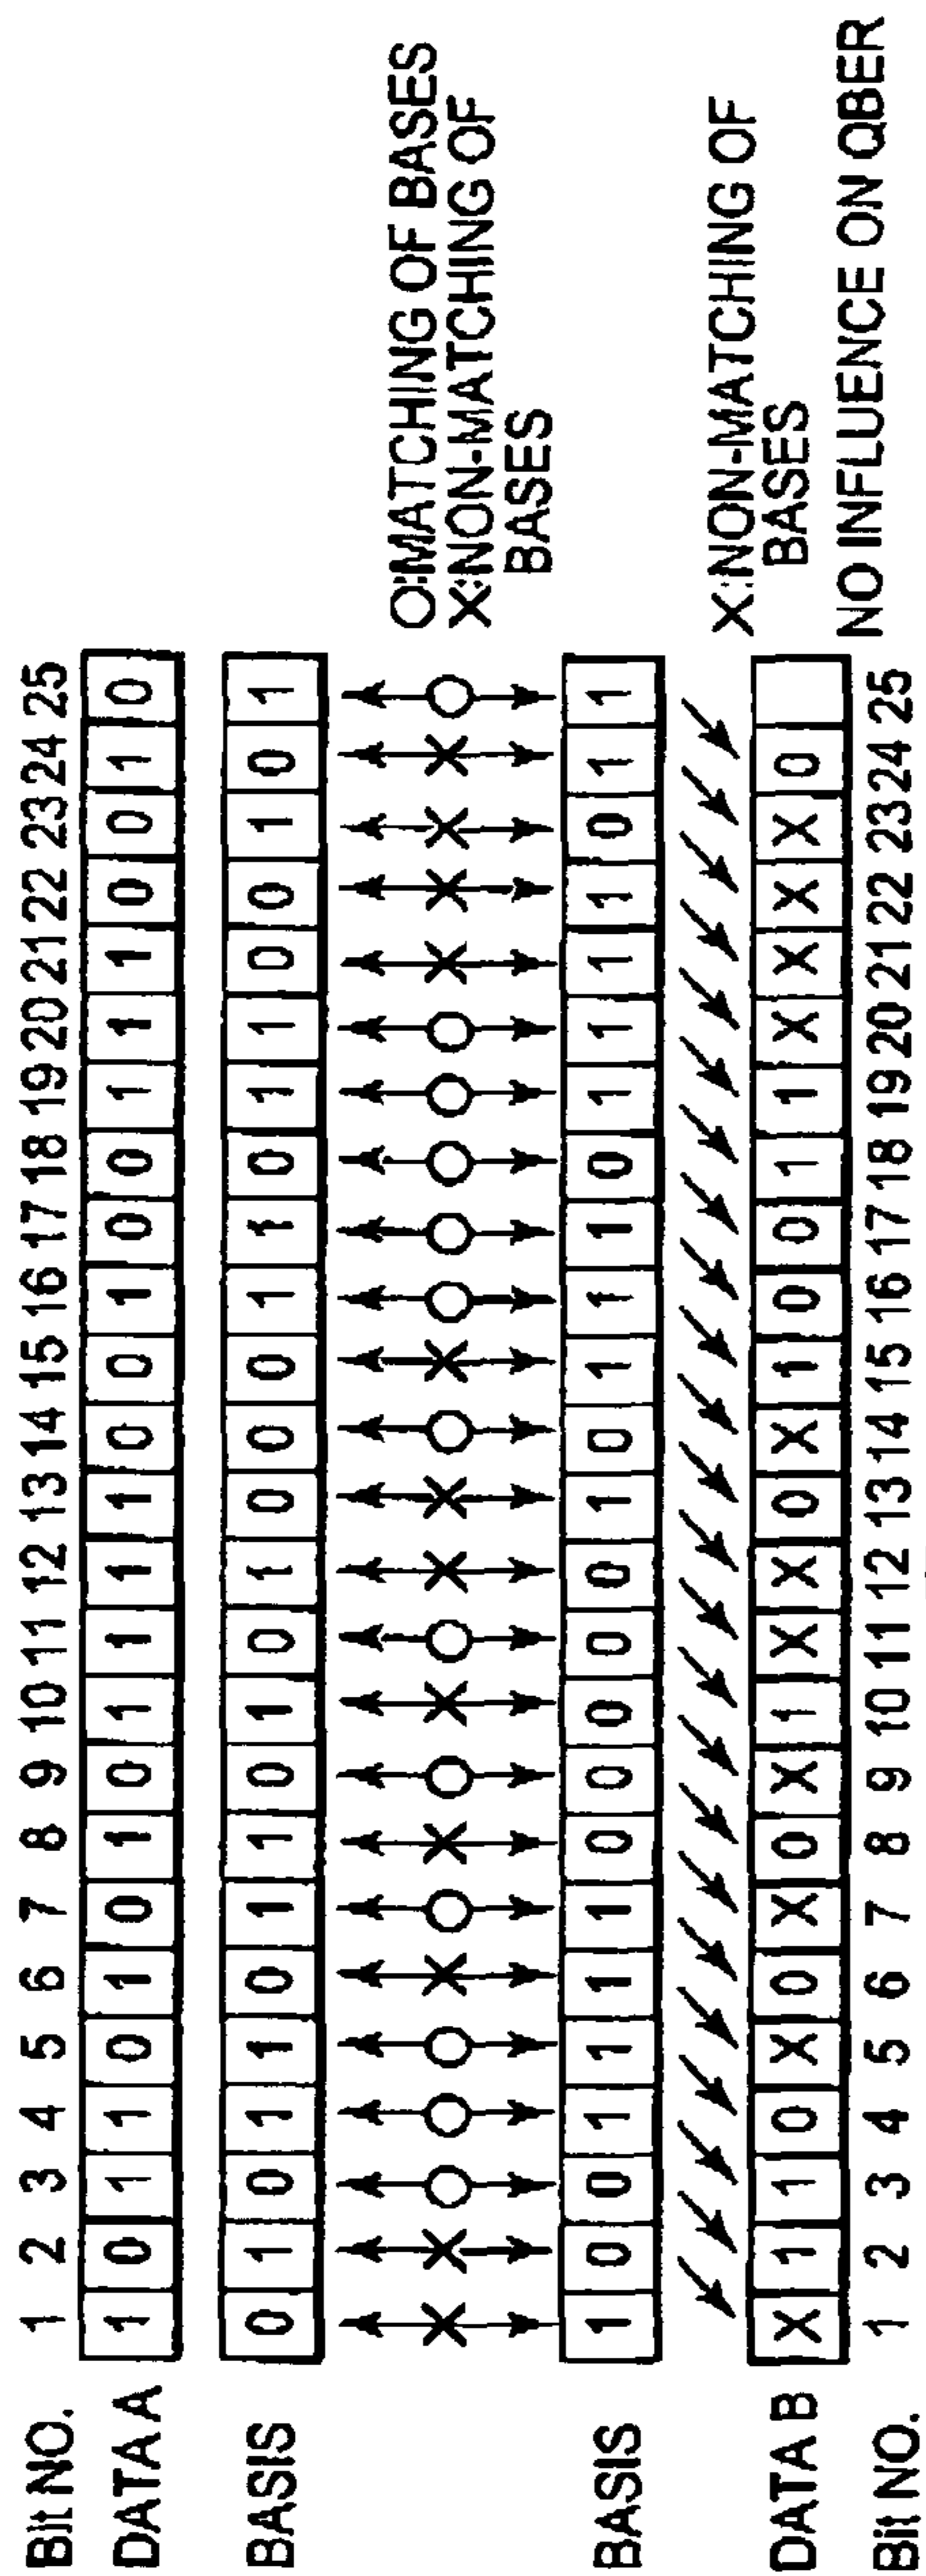 Bit NO. 1 2 3 4 5 6 7 8 9 10 11 12 13 14 15 16 17 18 19 20 21 22 23 24 25
DATA A 1 0 1 1 0 1 0 1 0 1 1 1 1 0 0 1 0 0 1 1 1 0 0 1 0
BASIS 0 1 0 1 1 0 1 1 0 1 0 1 0 0 0 1 1 0 1 1 0 0 1 0 1
X X O O O X O X O X O X X O X O O O O O X X X X O
O:MATCHING OF BASES
X:NON-MATCHING OF
BASES
BASIS 1 0 0 1 1 1 1 0 0 0 0 0 1 0 1 1 1 0 1 1 1 1 0 1 1
X:NON-MATCHING OF
BASES
DATA B X 1 1 0 X 0 X 0 X 1 X X 0 X 1 0 0 1 1 X X X X 0
NO INFLUENCE ON QBER
Bit NO. 1 2 3 4 5 6 7 8 9 10 11 12 13 14 15 16 17 18 19 20 21 22 23 24 25